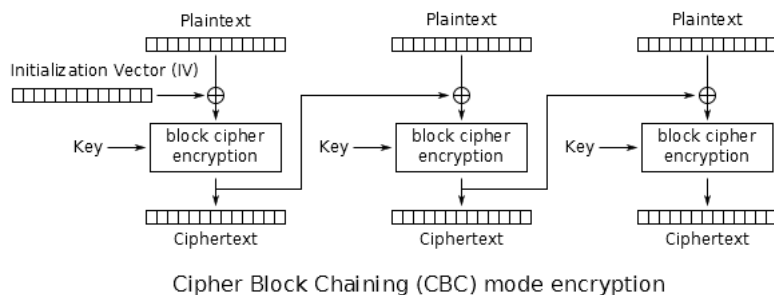 Plaintext
Plaintext
Plaintext
Initialization Vector (IV)
Key
block cipher
encryption
Key
block cipher
encryption
Key
block cipher
encryption
Ciphertext
Ciphertext
Ciphertext
Cipher Block Chaining (CBC) mode encryption